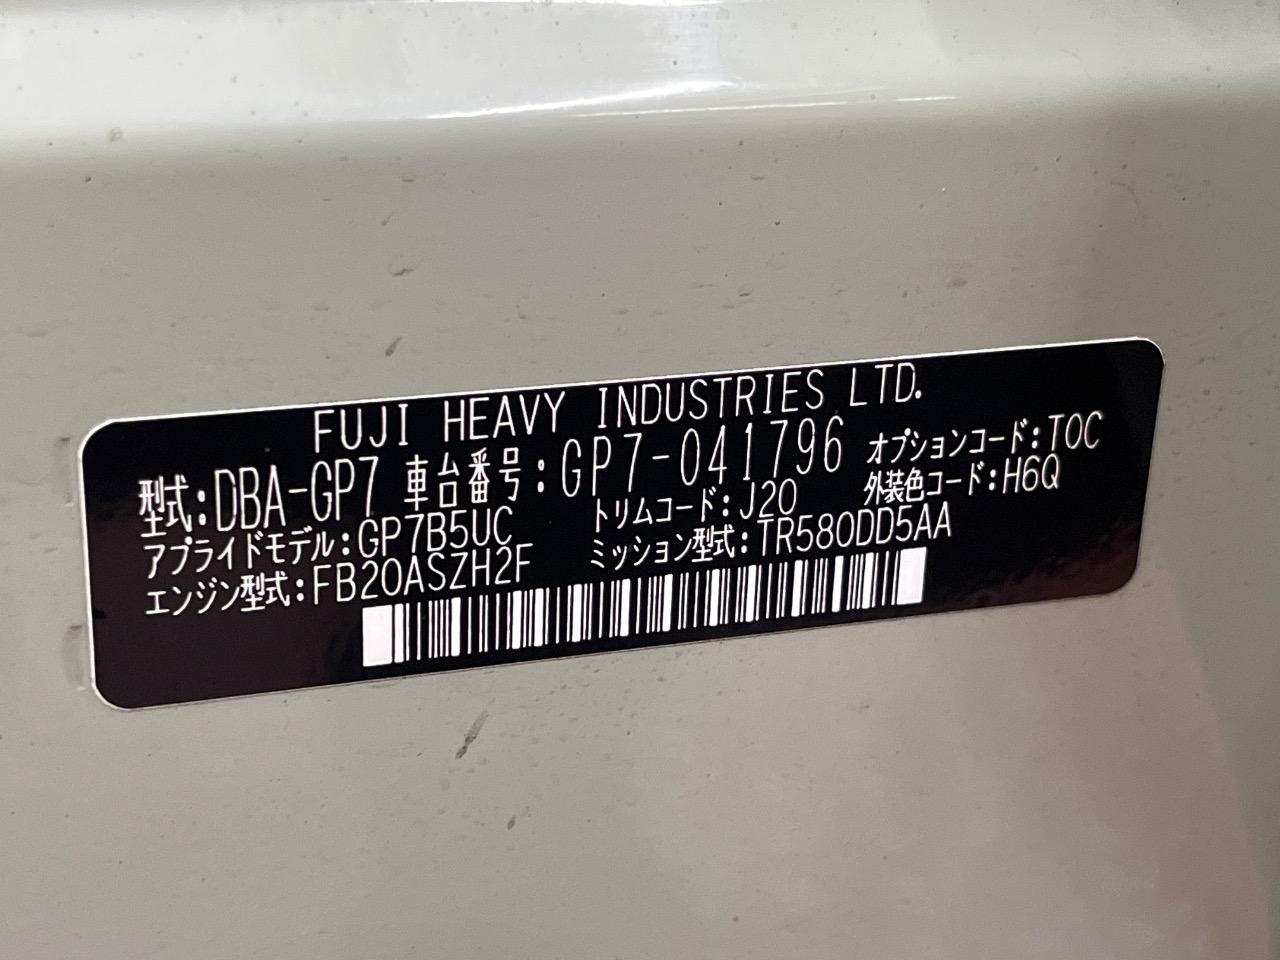 FUJI HEAVY INDUSTRIES LTD.
型式:DBA-GP7 車台番号:GP7-041796 オプションコード:TOC
アプライドモデル:GP7B5UC トリムコード:J20 外装色コード:H6Q
エンジン型式:FB20ASZH2F ミッション型式:TR580DD5AA